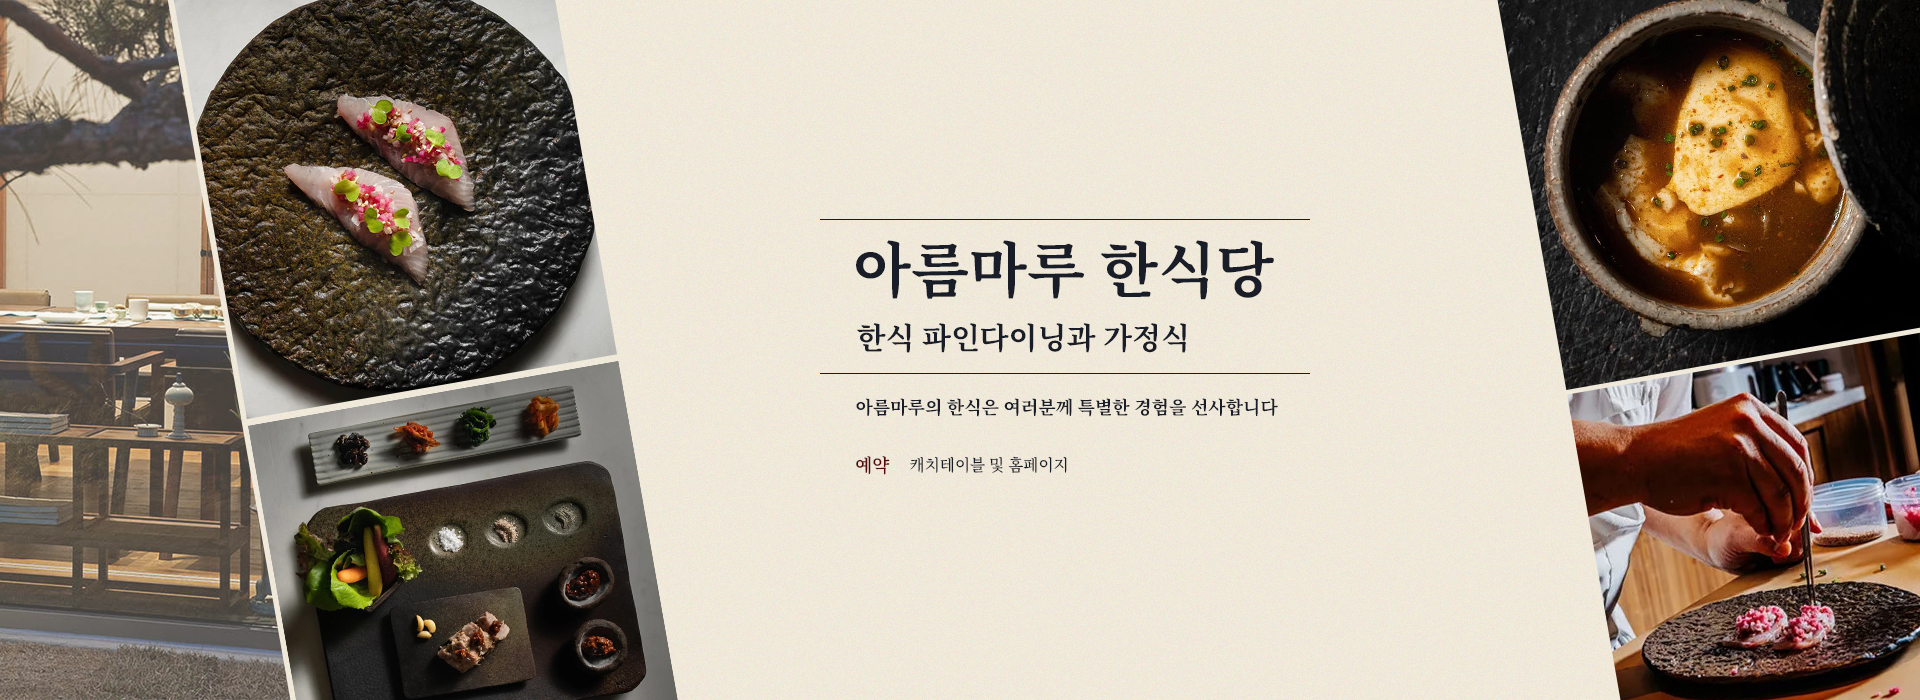 아름마루 한식당
한식 파인다이닝과 가정식
아름마루의 한식은 여러분께 특별한 경험을 선사합니다
예약 캐치테이블 및 홈페이지